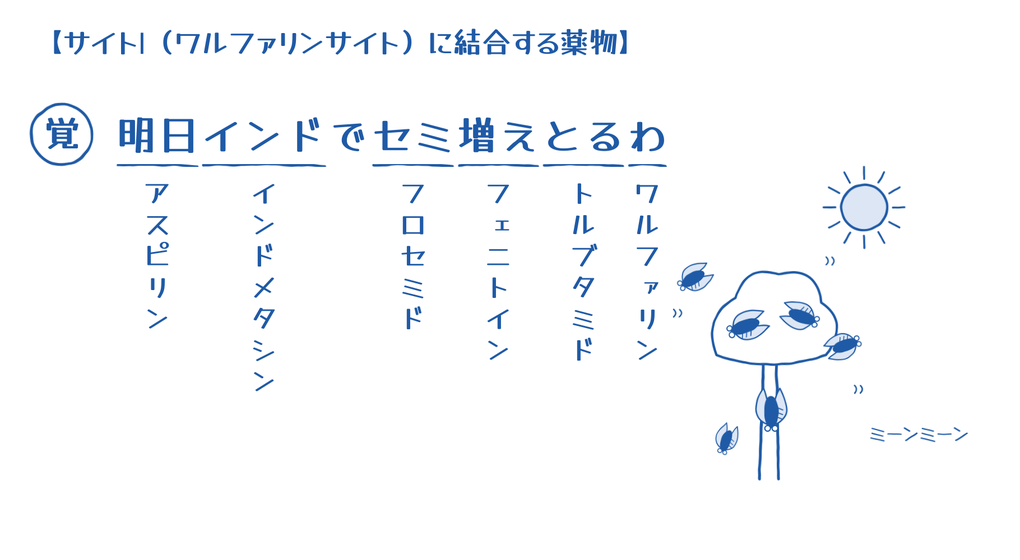 【サイトI（ワルファリンサイト）に結合する薬物】
覚 明日インドでセミ増えとるわ
アスピリン
インドメタシン
フロセミド
フェニトイン
トルブタミド
ワルファリン
ミーンミーン